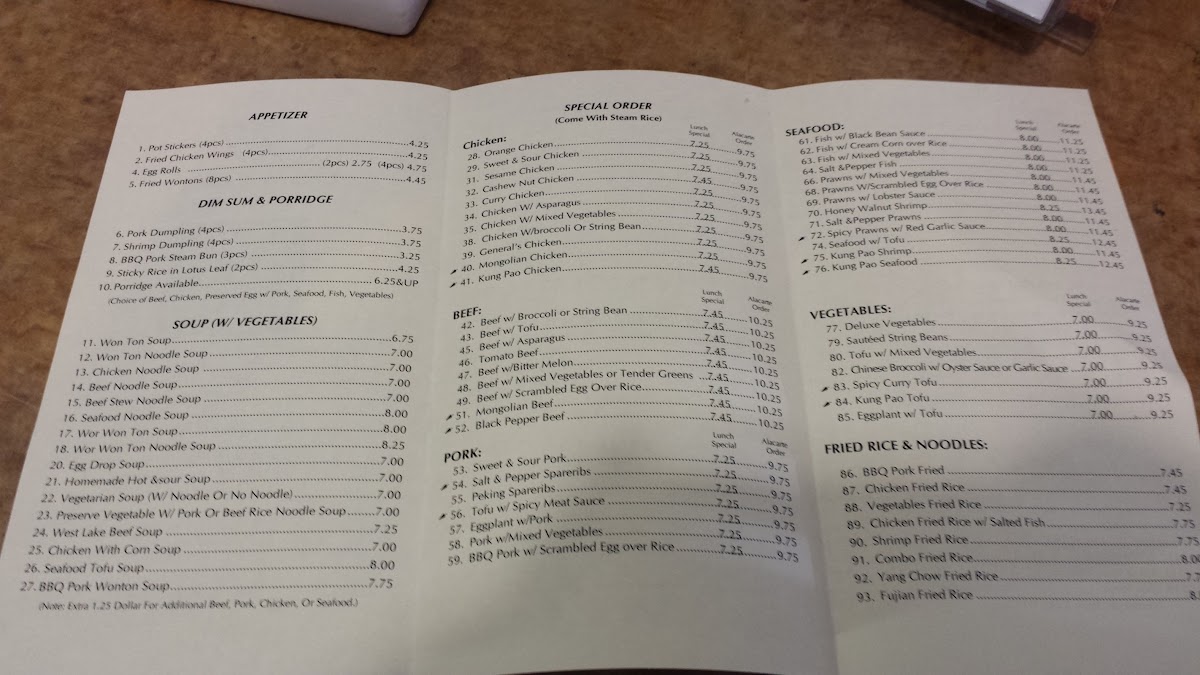 APPETIZER
1. Pot Stickers (4pcs) 4.25
2. Fried Chicken Wings (4pcs) 4.25
4. Egg Rolls (2pcs) 2.75 (4pcs) 4.75
5. Fried Wontons (8pcs) 4.45
DIM SUM & PORRIDGE
6. Pork Dumpling (4pcs) 3.75
7. Shrimp Dumpling (4pcs) 3.75
8. BBQ Pork Steam Bun (3pcs) 3.25
9. Sticky Rice in Lotus Leaf (2pcs) 4.25
10. Porridge Available 6.25&UP
(Choice of Beef, Chicken, Preserved Egg w/ Pork, Seafood, Fish, Vegetables)
SOUP (W/ VEGETABLES)
11. Won Ton Soup 6.75
12. Won Ton Noodle Soup 7.00
13. Chicken Noodle Soup 7.00
14. Beef Noodle Soup 7.00
15. Beef Stew Noodle Soup 7.00
16. Seafood Noodle Soup 8.00
17. Wor Won Ton Soup 8.00
18. Wor Won Ton Noodle Soup 8.25
20. Egg Drop Soup 7.00
21. Homemade Hot &sour Soup 7.00
22. Vegetarian Soup (W/ Noodle Or No Noodle) 7.00
23. Preserve Vegetable W/ Pork Or Beef Rice Noodle Soup 7.00
24. West Lake Beef Soup 7.25
25. Chicken With Corn Soup 7.00
26. Seafood Tofu Soup 8.00
27. BBQ Pork Wonton Soup 7.75
(Note: Extra 1.25 Dollar For Additional Beef, Pork, Chicken, Or Seafood.)
SPECIAL ORDER
(Come With Steam Rice)
Chicken: Lunch Special Alacarte Order
28. Orange Chicken 7.25 9.75
29. Sweet & Sour Chicken 7.25 9.75
31. Sesame Chicken 7.25 9.75
32. Cashew Nut Chicken 7.45 9.75
33. Curry Chicken 7.25 9.75
34. Chicken W/ Asparagus 7.25 9.75
35. Chicken W/ Mixed Vegetables 7.25 9.75
38. Chicken W/broccoli Or String Bean 7.25 9.75
39. General's Chicken 7.25 9.75
40. Mongolian Chicken 7.25 9.75
41. Kung Pao Chicken 7.45 9.75
BEEF: Lunch Special Alacarte Order
42. Beef w/ Broccoli or String Bean 7.45 10.25
43. Beef w/ Tofu 7.45 10.25
45. Beef w/ Asparagus 7.45 10.25
46. Tomato Beef 7.45 10.25
47. Beef w/Bitter Melon 7.45 10.25
48. Beef w/ Mixed Vegetables or Tender Greens 7.45 10.25
49. Beef w/ Scrambled Egg Over Rice 7.45 10.25
51. Mongolian Beef 7.45 10.25
52. Black Pepper Beef 7.45 10.25
PORK: Lunch Special Alacarte Order
53. Sweet & Sour Pork 7.25 9.75
54. Salt & Pepper Spareribs 7.25 9.75
55. Peking Spareribs 7.25 9.75
56. Tofu w/ Spicy Meat Sauce 7.25 9.75
57. Eggplant w/Pork 7.25 9.75
58. Pork w/Mixed Vegetables 7.25 9.75
59. BBQ Pork w/ Scrambled Egg over Rice 7.25 9.75
SEAFOOD: Lunch Special Alacarte Order
61. Fish w/ Black Bean Sauce 8.00 11.25
62. Fish w/ Cream Corn over Rice 8.00 11.25
63. Fish w/ Mixed Vegetables 8.00 11.25
64. Salt &Pepper Fish 8.00 11.25
66. Prawns w/ Mixed Vegetables 8.00 11.45
68. Prawns W/Scrambled Egg Over Rice 8.00 11.45
69. Prawns w/ Lobster Sauce 8.00 11.45
70. Honey Walnut Shrimp 8.25 13.45
71. Salt &Pepper Prawns 8.00 11.45
72. Spicy Prawns w/ Red Garlic Sauce 8.00 11.45
74. Seafood w/ Tofu 8.25 12.45
75. Kung Pao Shrimp 8.00 11.45
76. Kung Pao Seafood 8.25 12.45
VEGETABLES: Lunch Special Alacarte Order
77. Deluxe Vegetables 7.00 9.25
79. Sautéed String Beans 7.00 9.25
80. Tofu w/ Mixed Vegetables 7.00 9.25
82. Chinese Broccoli w/ Oyster Sauce or Garlic Sauce 7.00 9.25
83. Spicy Curry Tofu 7.00 9.25
84. Kung Pao Tofu 7.00 9.25
85. Eggplant w/ Tofu 7.00 9.25
FRIED RICE & NOODLES:
86. BBQ Pork Fried 7.45
87. Chicken Fried Rice 7.45
88. Vegetables Fried Rice 7.25
89. Chicken Fried Rice w/ Salted Fish 7.75
90. Shrimp Fried Rice 7.75
91. Combo Fried Rice 8.00
92. Yang Chow Fried Rice
93. Fujian Fried Rice